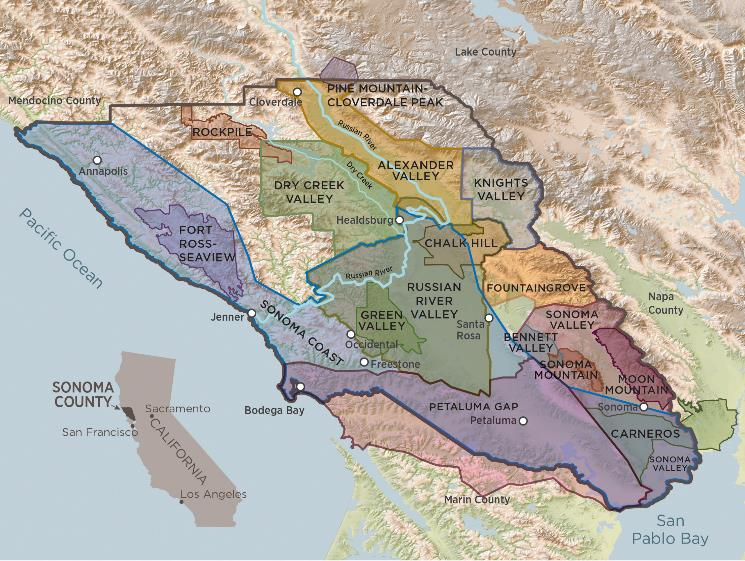 Lake County
Mendocino County
Cloverdale
PINE MOUNTAIN-
CLOVERDALE PEAK
ROCKPILE
Russian River
Annapolis
ALEXANDER
VALLEY
Dry Creek
DRY CREEK
VALLEY
KNIGHTS
VALLEY
Healdsburg
Pacific Ocean
FORT
ROSS-
SEAVIEW
CHALK HILL
Russian River
RUSSIAN
RIVER
VALLEY
FOUNTAINGROVE
Napa
County
Jenner
SONOMA COAST
GREEN
VALLEY
Santa
Rosa
SONOMA
VALLEY
BENNETT
VALLEY
Occidental
Freestone
SONOMA
MOUNTAIN
MOON
MOUNTAIN
SONOMA
COUNTY
Sacramento
San Francisco
CALIFORNIA
Los Angeles
Bodega Bay
PETALUMA GAP
Petaluma
Sonoma
CARNEROS
SONOMA
VALLEY
Marin County
San
Pablo Bay